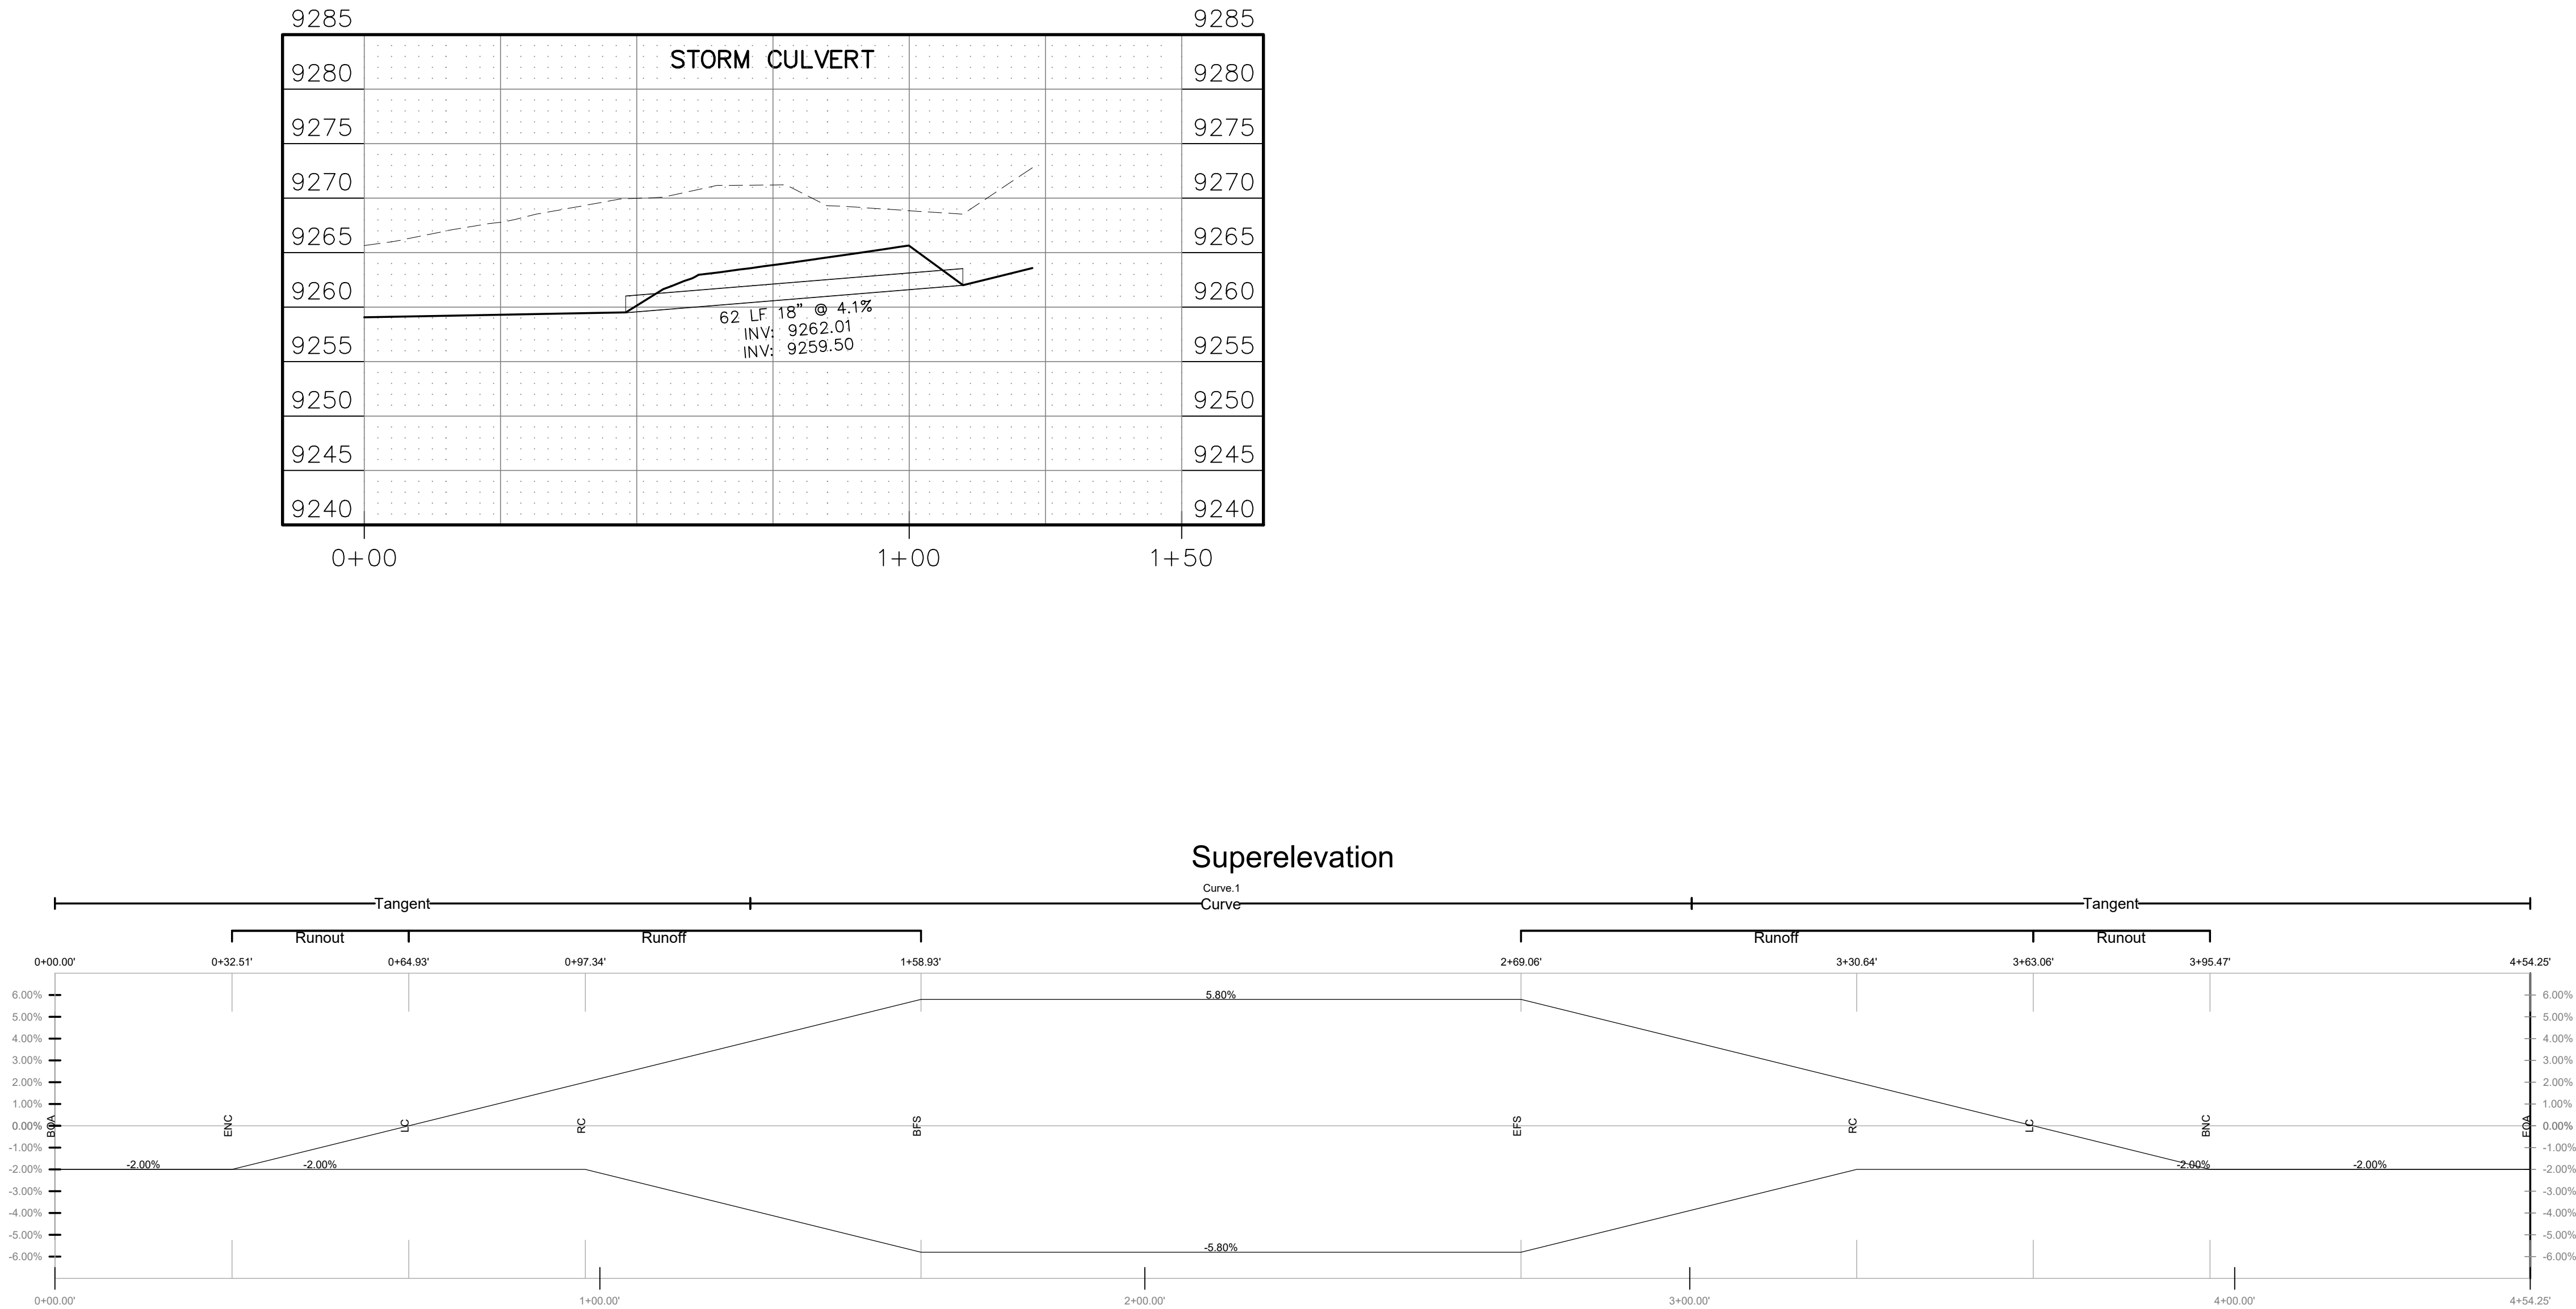 9285 9285
STORM CULVERT
9280 9280
9275 9275
9270 9270
9265 9265
9260 9260
62 LF 18" @ 4.1%
INV: 9262.01
INV: 9259.50
9255 9255
9250 9250
9245 9245
9240 9240
0+00 1+00 1+50
Superelevation
Curve.1
Tangent Curve Tangent
Runout Runoff Runoff Runout
0+00.00' 0+32.51' 0+64.93' 0+97.34' 1+58.93' 2+69.06' 3+30.64' 3+63.06' 3+95.47' 4+54.25'
6.00% 5.80% 6.00%
5.00% 5.00%
4.00% 4.00%
3.00% 3.00%
2.00% 2.00%
1.00% 1.00%
0.00% BOA ENC LC RC BFS EFS RC LC BNC EOA 0.00%
-1.00% -1.00%
-2.00% -2.00% -2.00% -2.00% -2.00% -2.00%
-3.00% -3.00%
-4.00% -4.00%
-5.00% -5.00%
-5.80%
-6.00% -6.00%
0+00.00' 1+00.00' 2+00.00' 3+00.00' 4+00.00' 4+54.25'